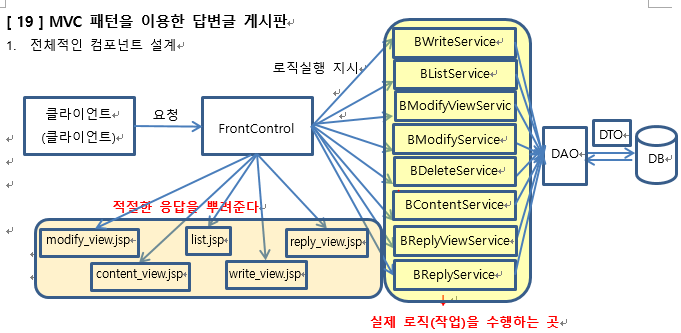 [ 19 ] MVC 패턴을 이용한 답변글 게시판
1. 전체적인 컴포넌트 설계
로직실행 지시
클라이언트
(클라이언트)
요청
FrontControl
BWriteService
BListService
BModifyViewServic
BModifyService
BDeleteService
BContentService
BReplyViewService
BReplyService
DAO
DTO
DB
적절한 응답을 뿌려준다
modify_view.jsp
list.jsp
reply_view.jsp
content_view.jsp
write_view.jsp
실제 로직(작업)을 수행하는 곳